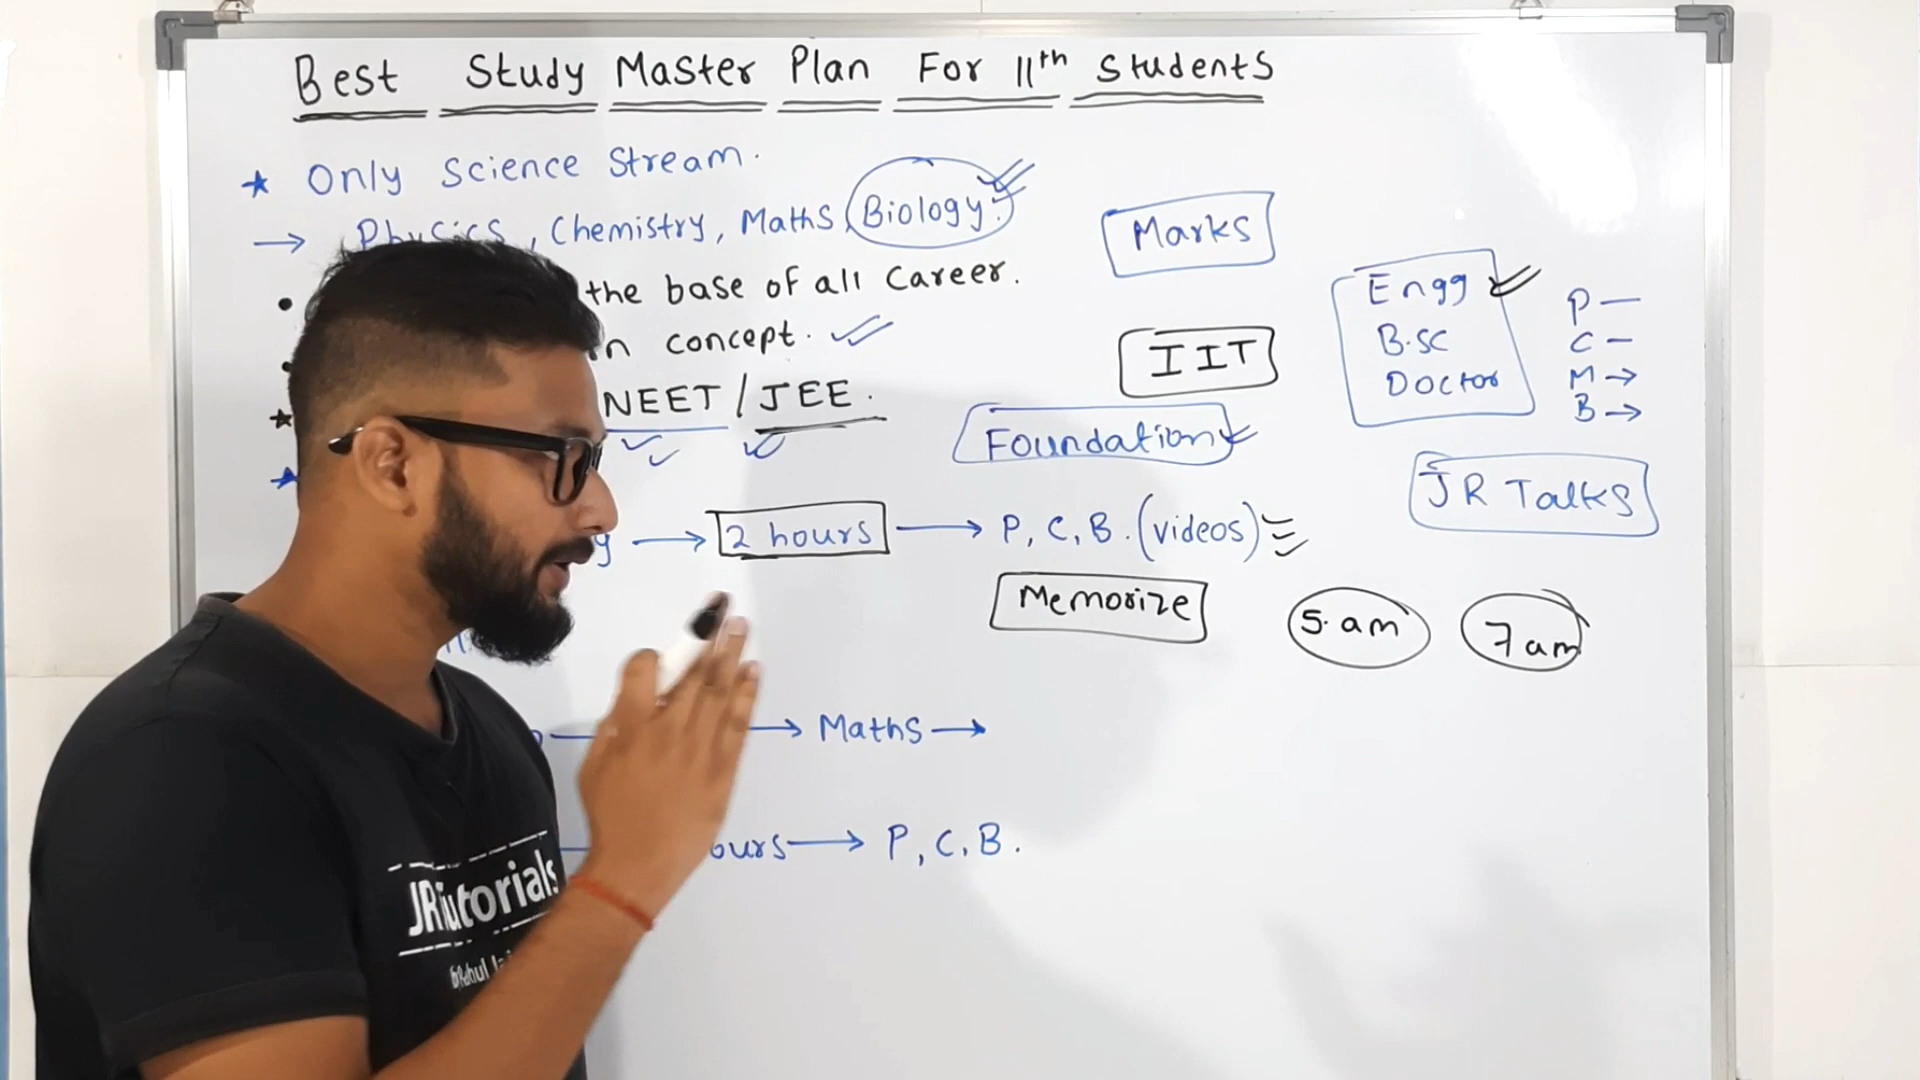 Best Study Master Plan For 11th Students
★ Only Science Stream.
→ Physics, Chemistry, Maths, Biology.
Marks
• the base of all Career.
Engg
B.Sc
Doctor
P —
C —
M →
B →
• concept.
IIT
★ NEET / JEE.
Foundation
★
JR Talks
→ 2 hours → P, C, B. (videos)
Memorize
5 am
7 am
→ Maths →
→ P, C, B.
JR Tutorials